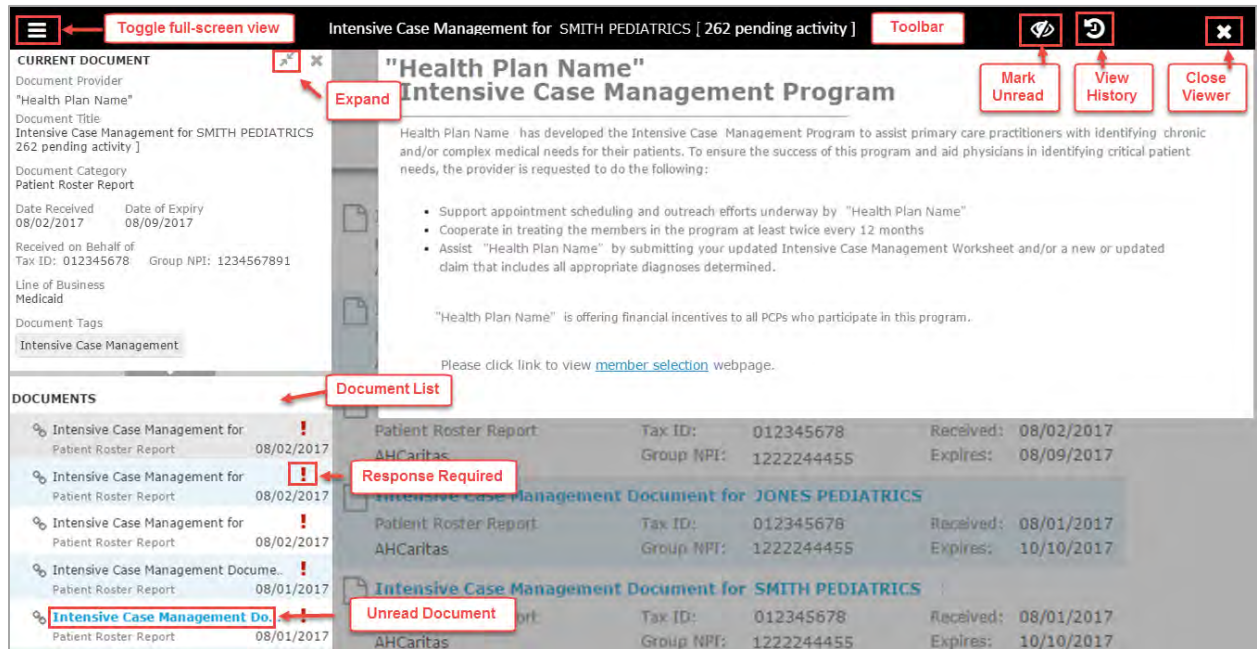 Toggle full-screen view
Intensive Case Management for SMITH PEDIATRICS [ 262 pending activity ]
Toolbar
Mark Unread
View History
Close Viewer
CURRENT DOCUMENT
Expand
Document Provider
"Health Plan Name"
Document Title
Intensive Case Management for SMITH PEDIATRICS
262 pending activity ]
Document Category
Patient Roster Report
Date Received Date of Expiry
08/02/2017 08/09/2017
Received on Behalf of
Tax ID: 012345678 Group NPI: 1234567891
Line of Business
Medicaid
Document Tags
Intensive Case Management
"Health Plan Name"
Intensive Case Management Program
Health Plan Name has developed the Intensive Case Management Program to assist primary care practitioners with identifying chronic
and/or complex medical needs for their patients. To ensure the success of this program and aid physicians in identifying critical patient
needs, the provider is requested to do the following:
• Support appointment scheduling and outreach efforts underway by "Health Plan Name"
• Cooperate in treating the members in the program at least twice every 12 months
• Assist "Health Plan Name" by submitting your updated Intensive Case Management Worksheet and/or a new or updated
claim that includes all appropriate diagnoses determined.
"Health Plan Name" is offering financial incentives to all PCPs who participate in this program.
Please click link to view member selection webpage.
DOCUMENTS
Document List
Intensive Case Management for !
Patient Roster Report 08/02/2017
Intensive Case Management for !
Patient Roster Report 08/02/2017
Response Required
Intensive Case Management for !
Patient Roster Report 08/02/2017
Intensive Case Management Docume.. !
Patient Roster Report 08/01/2017
Intensive Case Management Do... !
Patient Roster Report 08/01/2017
Unread Document
Patient Roster Report Tax ID: 012345678 Received: 08/02/2017
AHCaritas Group NPI: 1222244455 Expires: 08/09/2017
Intensive Case Management Document for JONES PEDIATRICS
Patient Roster Report Tax ID: 012345678 Received: 08/01/2017
AHCaritas Group NPI: 1222244455 Expires: 10/10/2017
Intensive Case Management Document for SMITH PEDIATRICS
Tax ID: 012345678 Received: 08/01/2017
AHCaritas Group NPI: 1222244455 Expires: 10/10/2017